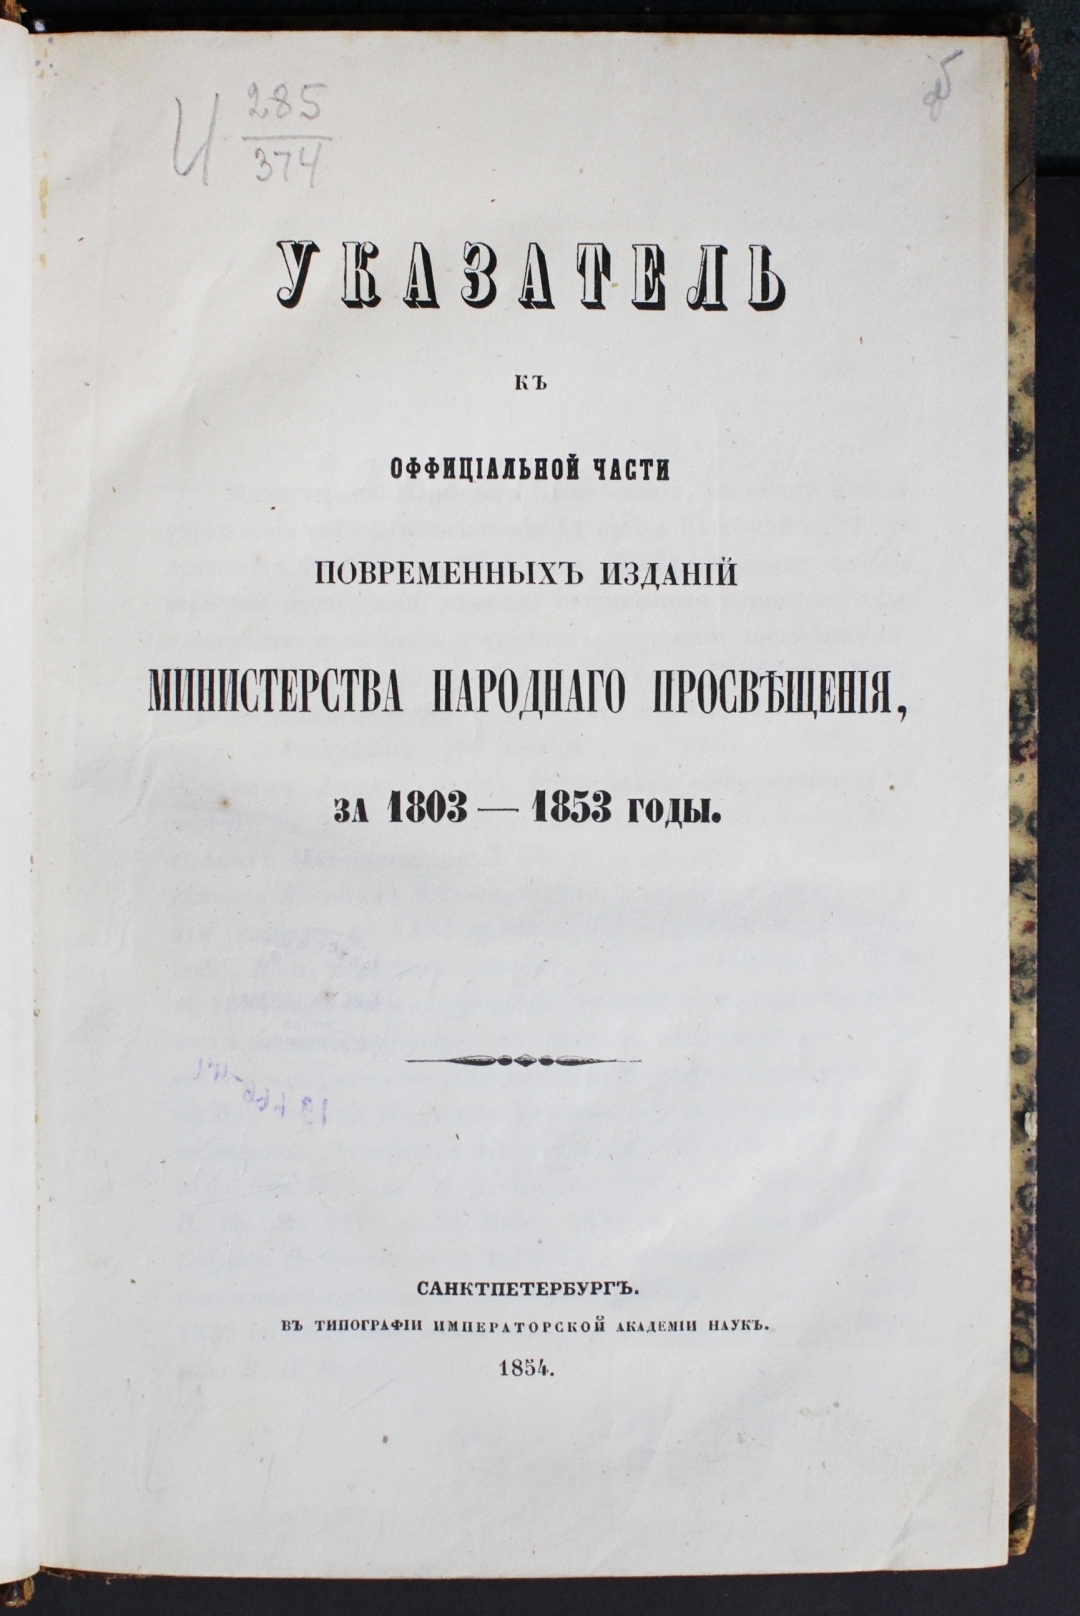 И 285
374
УКАЗАТЕЛЬ
КЪ
ОФФИЦІАЛЬНОЙ ЧАСТИ
ПОВРЕМЕННЫХЪ ИЗДАНІЙ
МИНИСТЕРСТВА НАРОДНАГО ПРОСВѢЩЕНІЯ,
ЗА 1803 — 1853 ГОДЫ.
САНКТПЕТЕРБУРГЪ.
ВЪ ТИПОГРАФІИ ИМПЕРАТОРСКОЙ АКАДЕМІИ НАУКЪ.
1854.